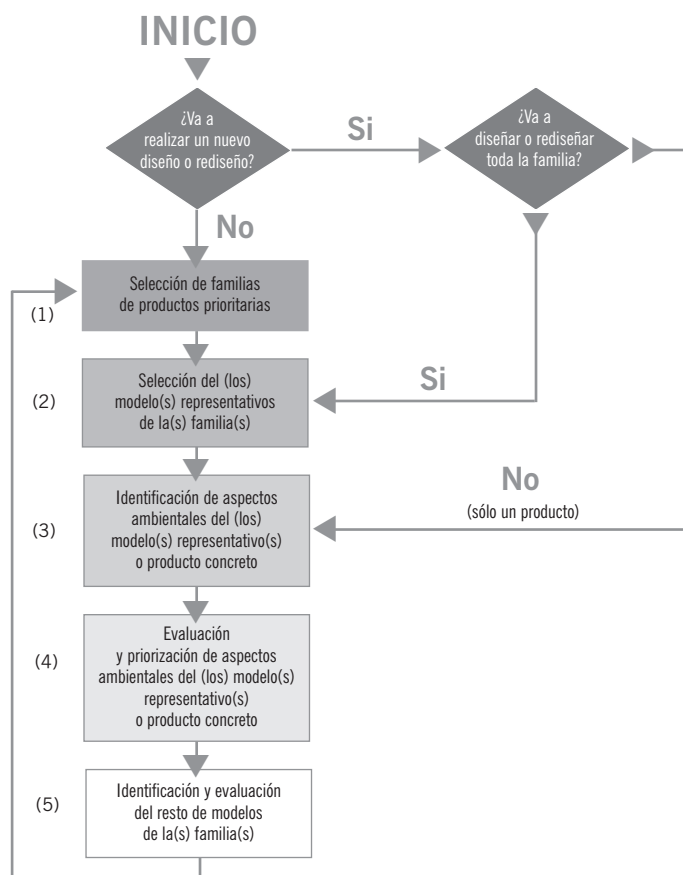 INICIO
¿Va a
realizar un nuevo
diseño o rediseño?
Si
¿Va a
diseñar o rediseñar
toda la familia?
No
(1)
Selección de familias
de productos prioritarias
(2)
Selección del (los)
modelo(s) representativos
de la(s) familia(s)
Si
(3)
Identificación de aspectos
ambientales del (los)
modelo(s) representativo(s)
o producto concreto
No
(sólo un producto)
(4)
Evaluación
y priorización de aspectos
ambientales del (los) modelo(s)
representativo(s)
o producto concreto
(5)
Identificación y evaluación
del resto de modelos
de la(s) familia(s)